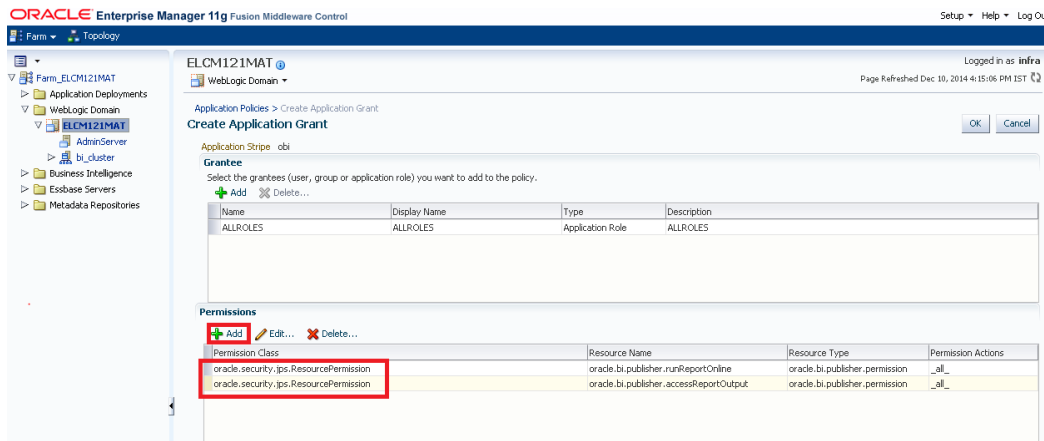 ORACLE Enterprise Manager 11g Fusion Middleware Control
Setup Help Log Ou
Farm Topology
Farm_ELCM121MAT
Application Deployments
WebLogic Domain
ELCM121MAT
AdminServer
bi_cluster
Business Intelligence
Essbase Servers
Metadata Repositories
ELCM121MAT
Logged in as infra
WebLogic Domain
Page Refreshed Dec 10, 2014 4:15:06 PM IST
Application Policies > Create Application Grant
Create Application Grant
OK Cancel
Application Stripe obi
Grantee
Select the grantees (user, group or application role) you want to add to the policy.
Add Delete...
Name Display Name Type Description
ALLROLES ALLROLES Application Role ALLROLES
Permissions
Add Edit... Delete...
Permission Class Resource Name Resource Type Permission Actions
oracle.security.jps.ResourcePermission oracle.bi.publisher.runReportOnline oracle.bi.publisher.permission _all_
oracle.security.jps.ResourcePermission oracle.bi.publisher.accessReportOutput oracle.bi.publisher.permission _all_